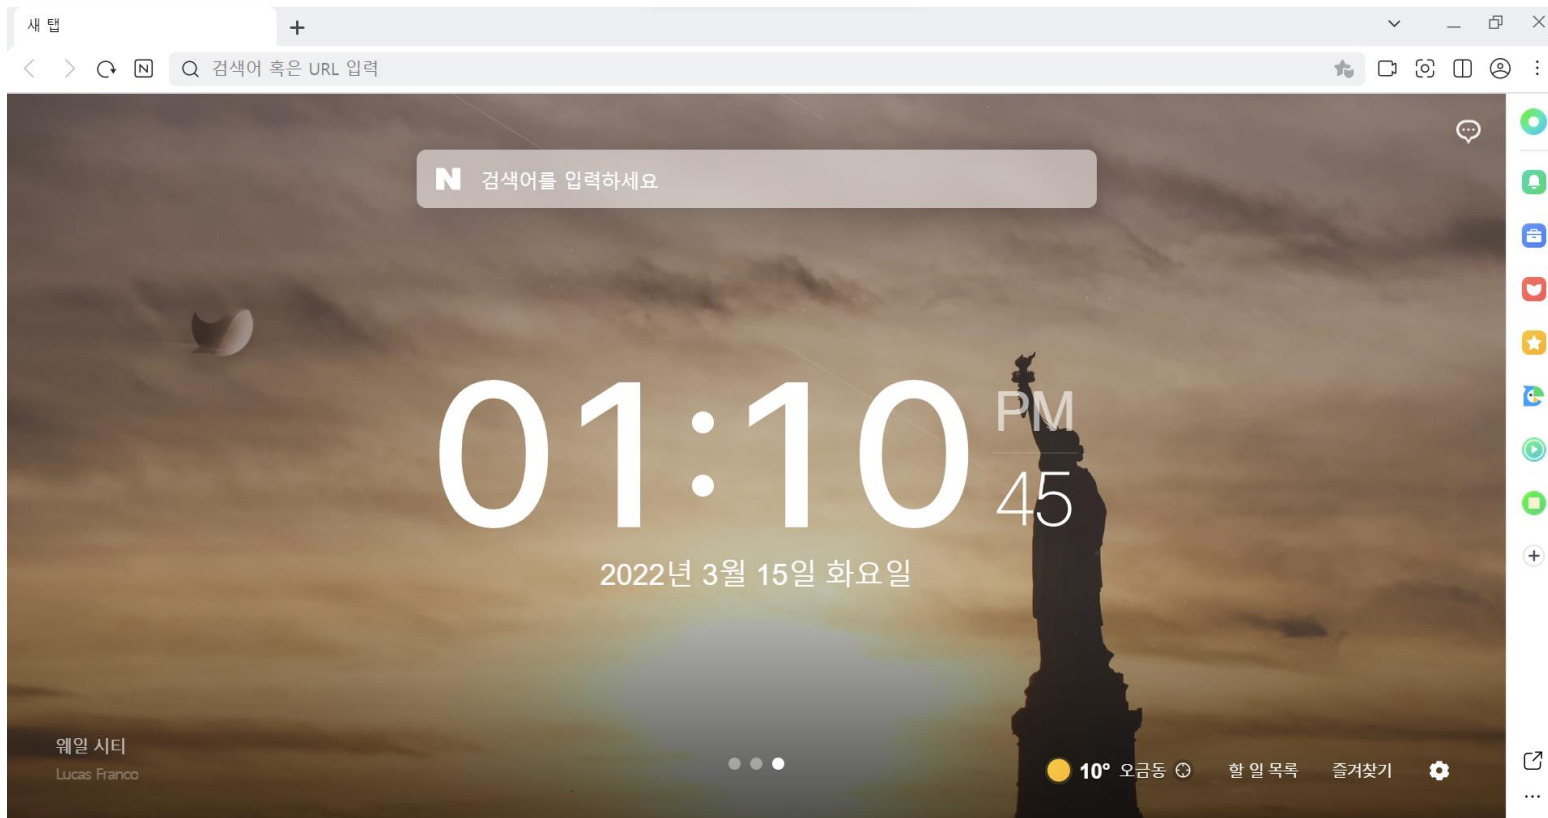 새 탭
검색어 혹은 URL 입력
N 검색어를 입력하세요
01:10
PM
45
2022년 3월 15일 화요일
웨일 시티
Lucas Franco
10° 오금동 할 일 목록 즐겨찾기